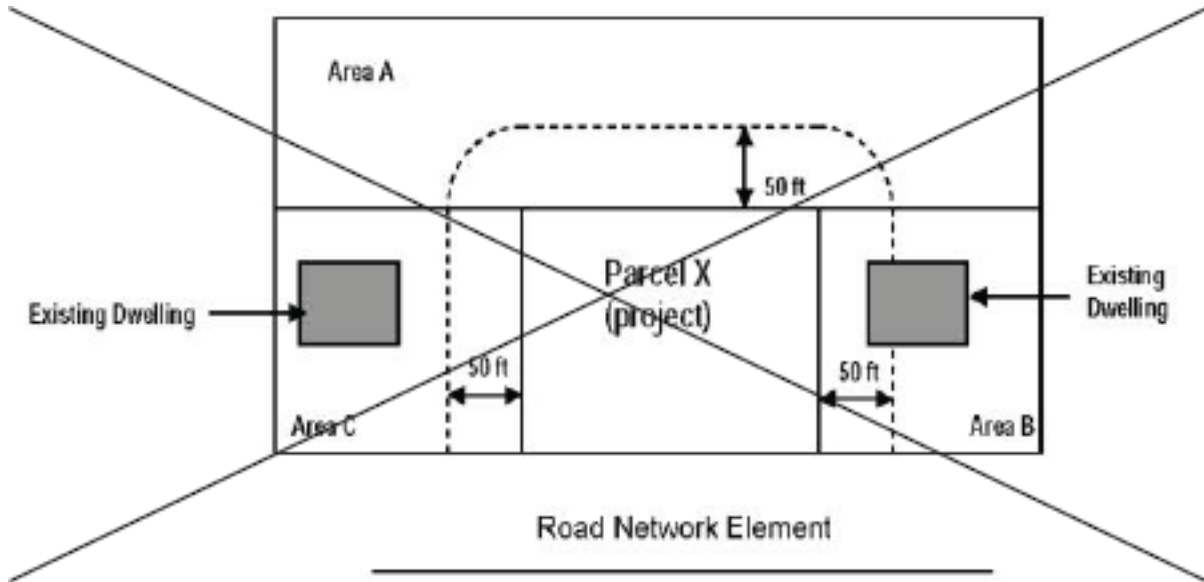 Area A
50 ft
Parcel X
(project)
Existing Dwelling
Existing
Dwelling
50 ft
50 ft
Area C
Area B
Road Network Element